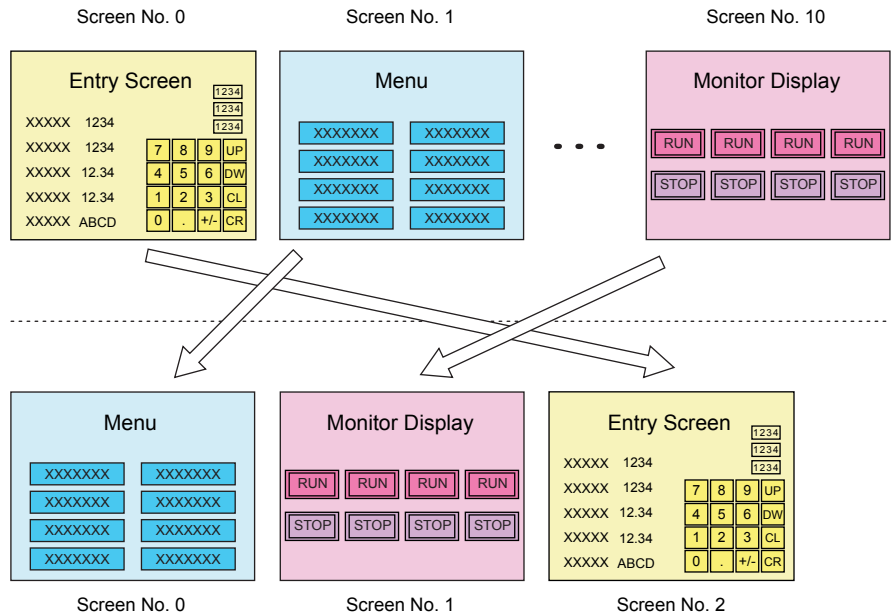 Screen No. 0
Screen No. 1
Screen No. 10
Entry Screen
1234
1234
1234
XXXXX 1234
XXXXX 1234
XXXXX 12.34
XXXXX 12.34
XXXXX ABCD
7 8 9 UP
4 5 6 DW
1 2 3 CL
0 . +/- CR
Menu
XXXXXXX XXXXXXX
XXXXXXX XXXXXXX
XXXXXXX XXXXXXX
XXXXXXX XXXXXXX
. . .
Monitor Display
RUN RUN RUN RUN
STOP STOP STOP STOP
Menu
XXXXXXX XXXXXXX
XXXXXXX XXXXXXX
XXXXXXX XXXXXXX
XXXXXXX XXXXXXX
Monitor Display
RUN RUN RUN RUN
STOP STOP STOP STOP
Entry Screen
1234
1234
1234
XXXXX 1234
XXXXX 1234
XXXXX 12.34
XXXXX 12.34
XXXXX ABCD
7 8 9 UP
4 5 6 DW
1 2 3 CL
0 . +/- CR
Screen No. 0
Screen No. 1
Screen No. 2